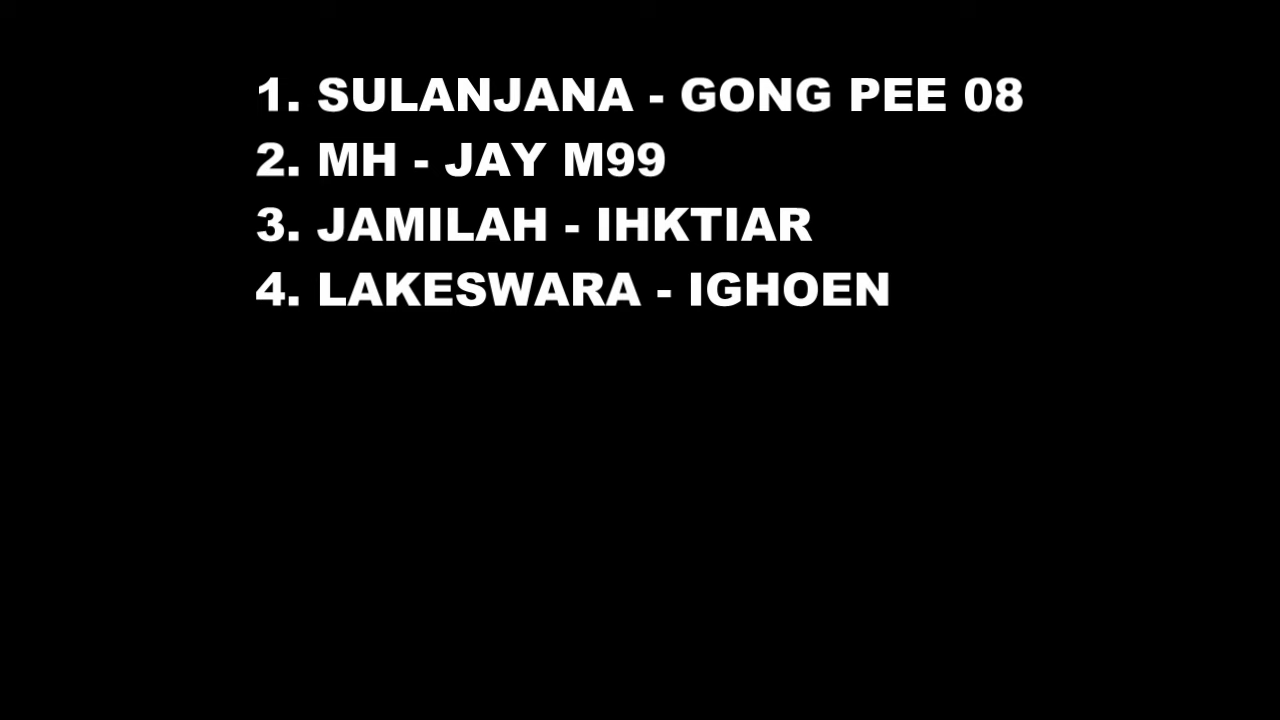 1. SULANJANA - GONG PEE 08
2. MH - JAY M99
3. JAMILAH - IHKTIAR
4. LAKESWARA - IGHOEN